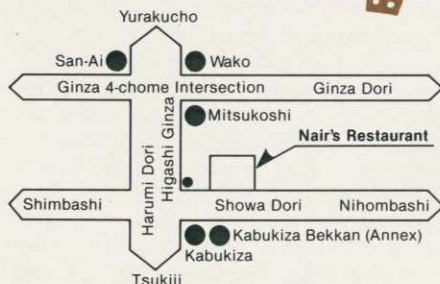 Yurakucho
San-Ai
Wako
Ginza 4-chome Intersection
Ginza Dori
Mitsukoshi
Harumi Dori
Higashi Ginza
Nair's Restaurant
Shimbashi
Showa Dori
Nihombashi
Kabukiza Bekkan (Annex)
Kabukiza
Tsukiji